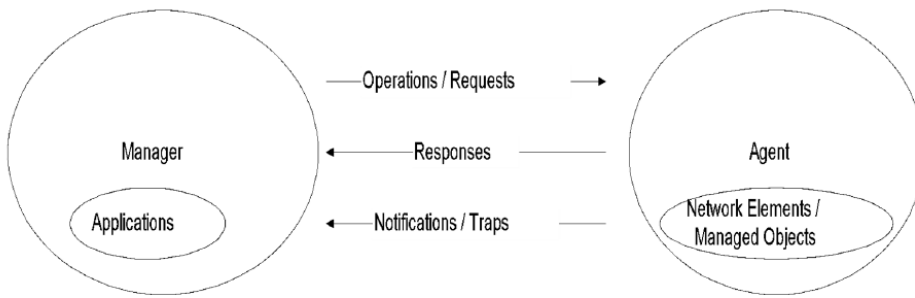 Operations / Requests
Manager
Responses
Agent
Applications
Notifications / Traps
Network Elements /
Managed Objects